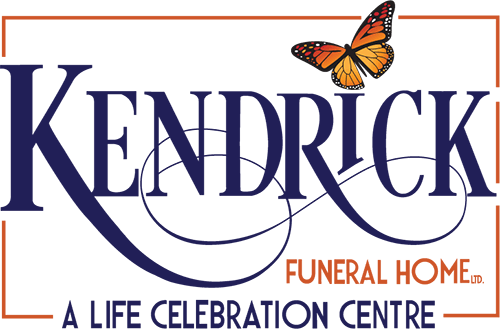 KENDRICK
FUNERAL HOME LTD.
A LIFE CELEBRATION CENTRE